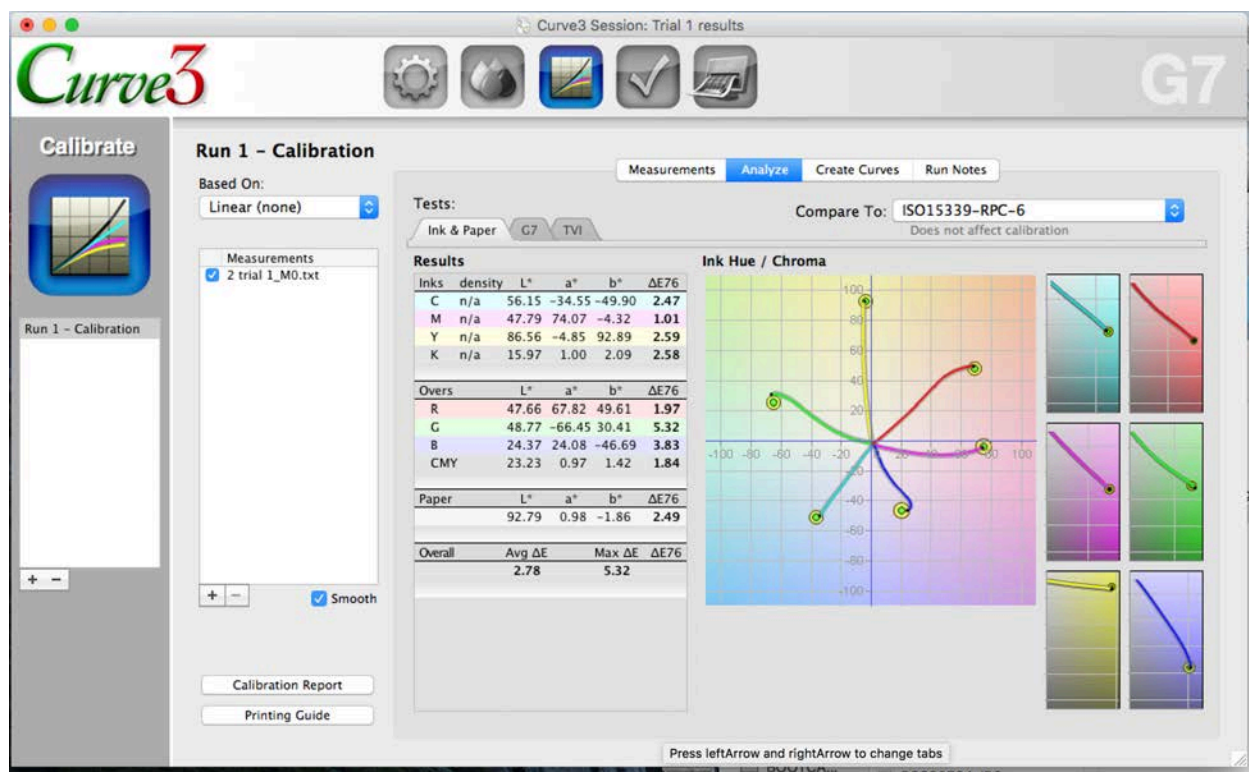 Curve3 Session: Trial 1 results
Curve3
G7
Calibrate
Run 1 – Calibration
Run 1 – Calibration
Based On:
Linear (none)
Measurements
2 trial 1_M0.txt
+ −
+ −
Smooth
Calibration Report
Printing Guide
Measurements Analyze Create Curves Run Notes
Tests:
Compare To: ISO15339-RPC-6
Does not affect calibration
Ink & Paper G7 TVI
Results
Inks density L* a* b* ΔE76
C n/a 56.15 -34.55 -49.90 2.47
M n/a 47.79 74.07 -4.32 1.01
Y n/a 86.56 -4.85 92.89 2.59
K n/a 15.97 1.00 2.09 2.58
Overs L* a* b* ΔE76
R 47.66 67.82 49.61 1.97
G 48.77 -66.45 30.41 5.32
B 24.37 24.08 -46.69 3.83
CMY 23.23 0.97 1.42 1.84
Paper L* a* b* ΔE76
92.79 0.98 -1.86 2.49
Overall Avg ΔE Max ΔE ΔE76
2.78 5.32
Ink Hue / Chroma
100
80
60
40
20
-100 -80 -60 -40 -20 20 40 60 80 100
-20
-40
-60
-80
-100
Press leftArrow and rightArrow to change tabs